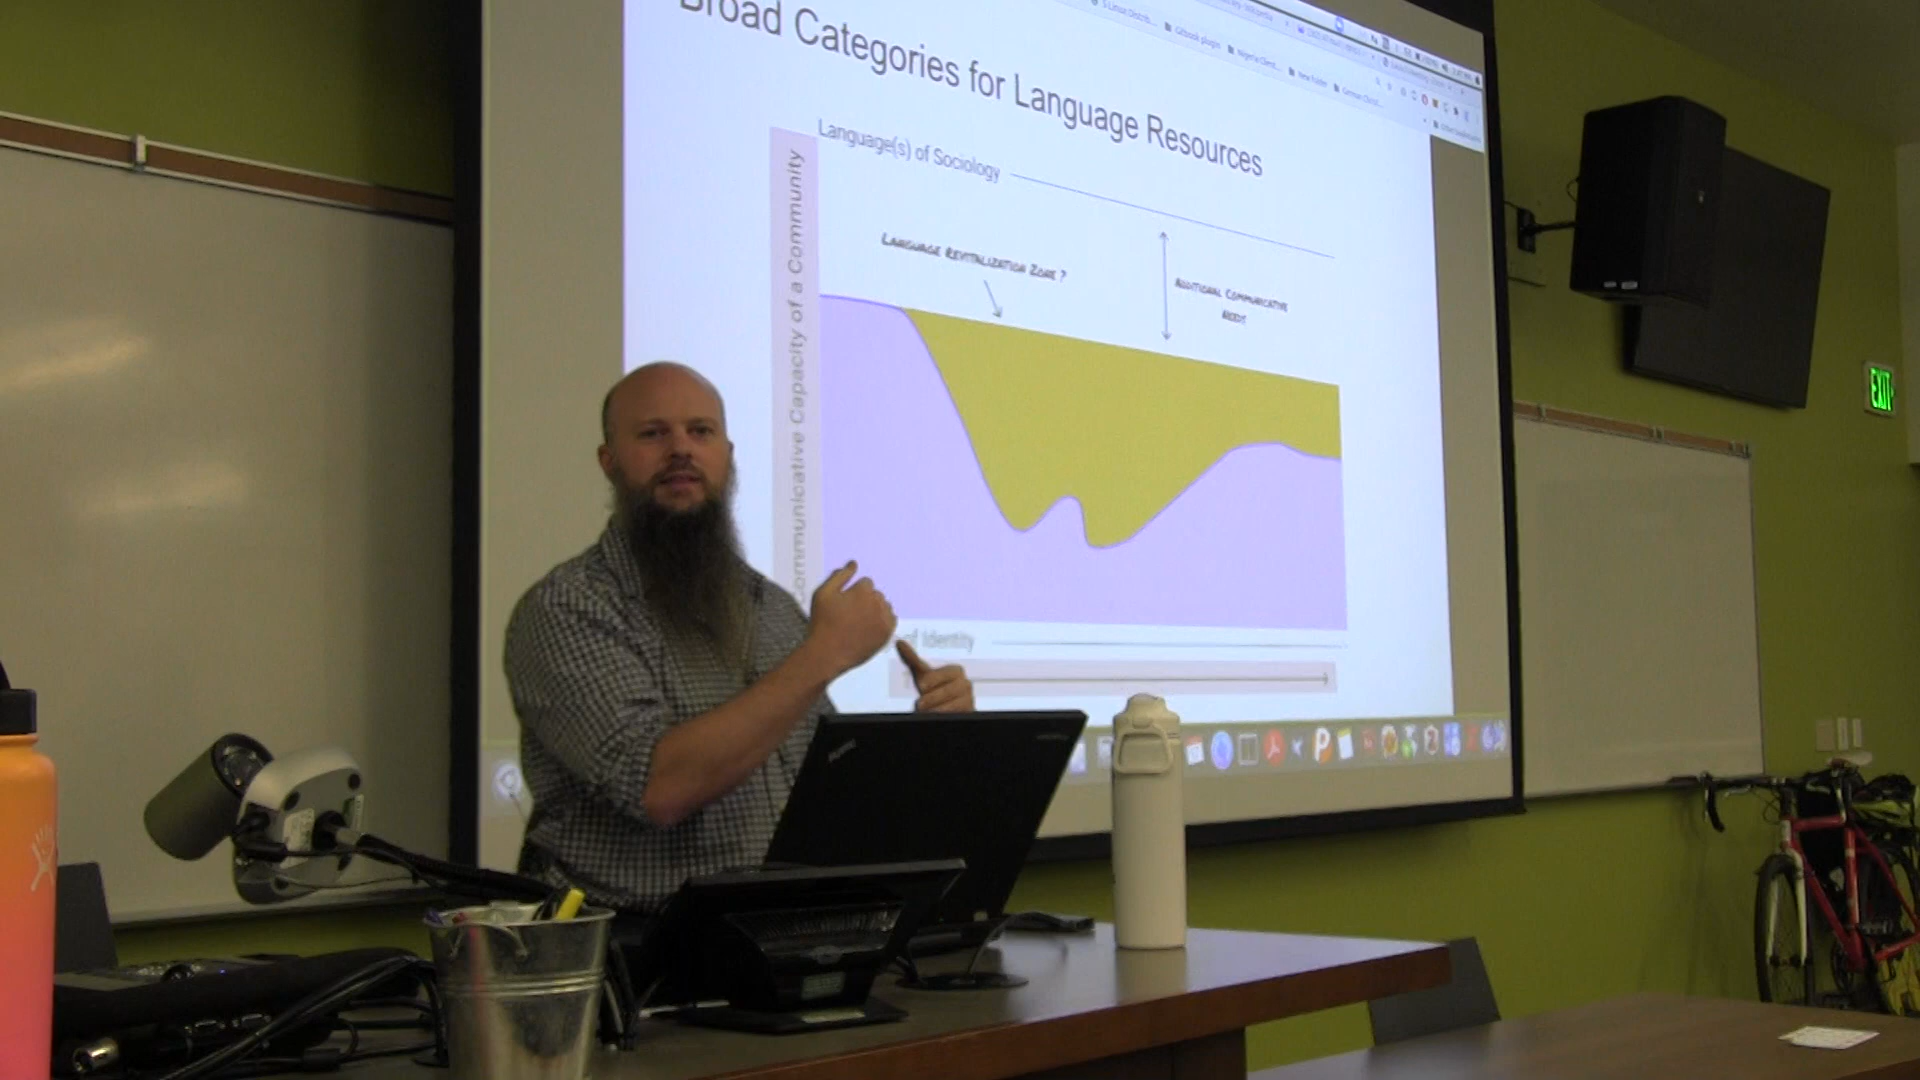 Broad Categories for Language Resources
Language(s) of Sociology
Communicative Capacity of a Community
Language Revitalization Zone ?
Additional Communicative
Needs
of Identity
EXIT